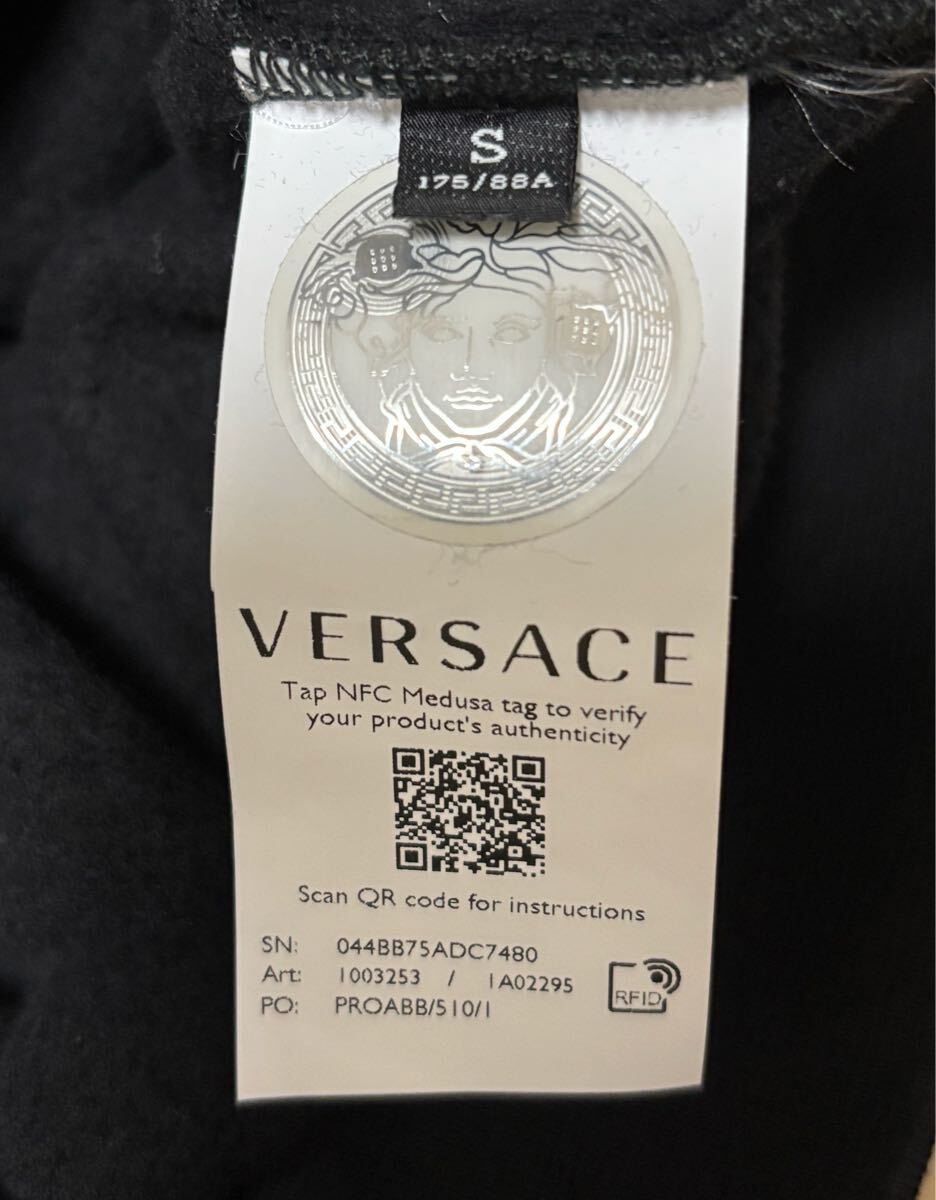 S
175/88A
VERSACE
Tap NFC Medusa tag to verify
your product's authenticity
Scan QR code for instructions
SN: 044BB75ADC7480
Art: 1003253 / 1A02295
PO: PROABB/510/1
RFID